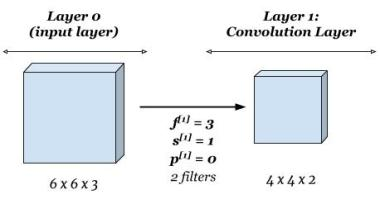 Layer 0
(input layer)
Layer 1:
Convolution Layer
f[1] = 3
s[1] = 1
p[1] = 0
2 filters
6 x 6 x 3
4 x 4 x 2